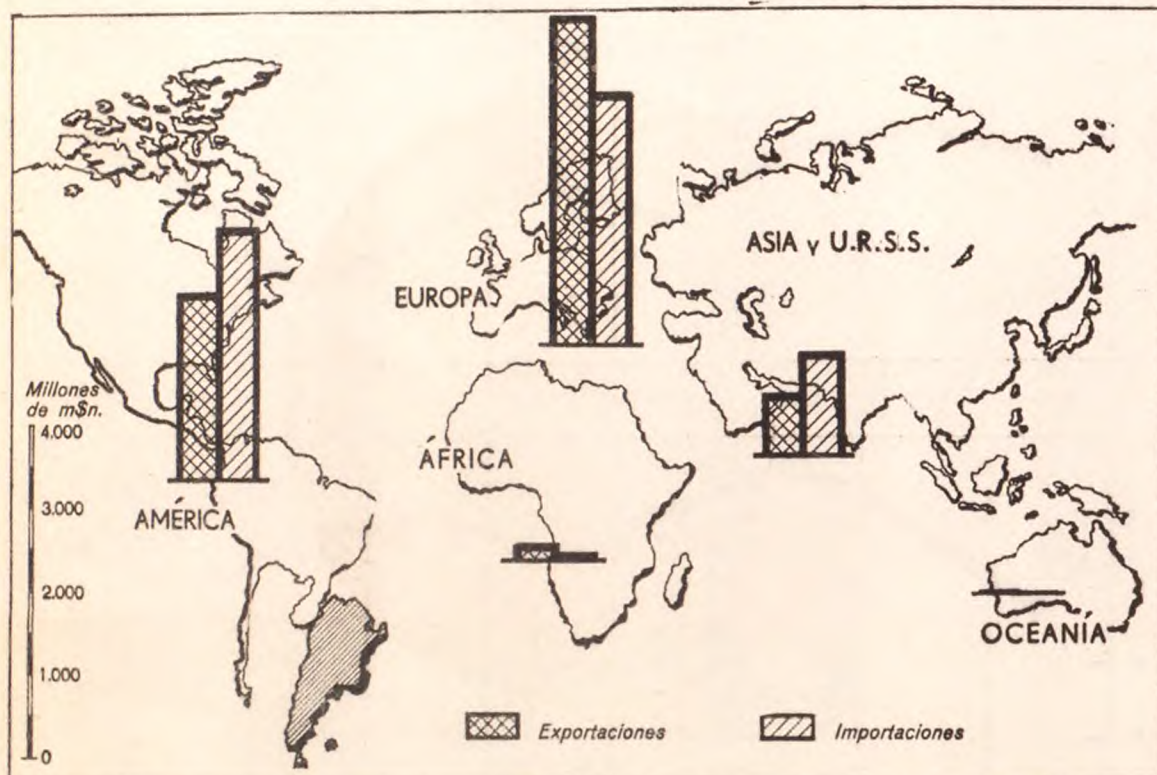 EUROPA
ASIA y U.R.S.S.
Millones
de m$n.
4.000
3.000
2.000
1.000
0
AMÉRICA
ÁFRICA
OCEANÍA
Exportaciones
Importaciones